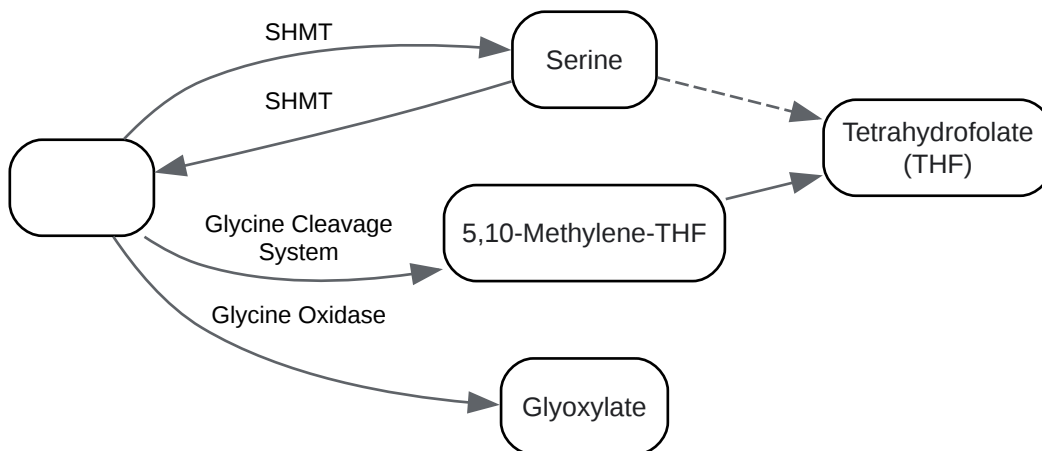 SHMT
Serine
SHMT
Tetrahydrofolate
(THF)
Glycine Cleavage
System
5,10-Methylene-THF
Glycine Oxidase
Glyoxylate